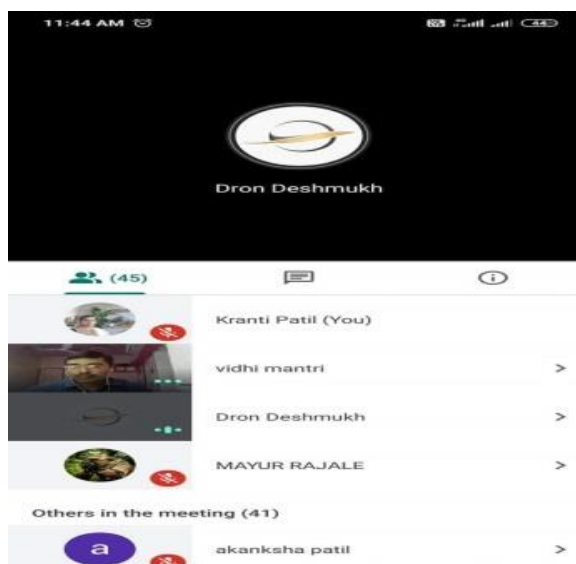 11:44 AM
44
Dron Deshmukh
(45)
Kranti Patil (You)
vidhi mantri
Dron Deshmukh
MAYUR RAJALE
Others in the meeting (41)
a
akanksha patil